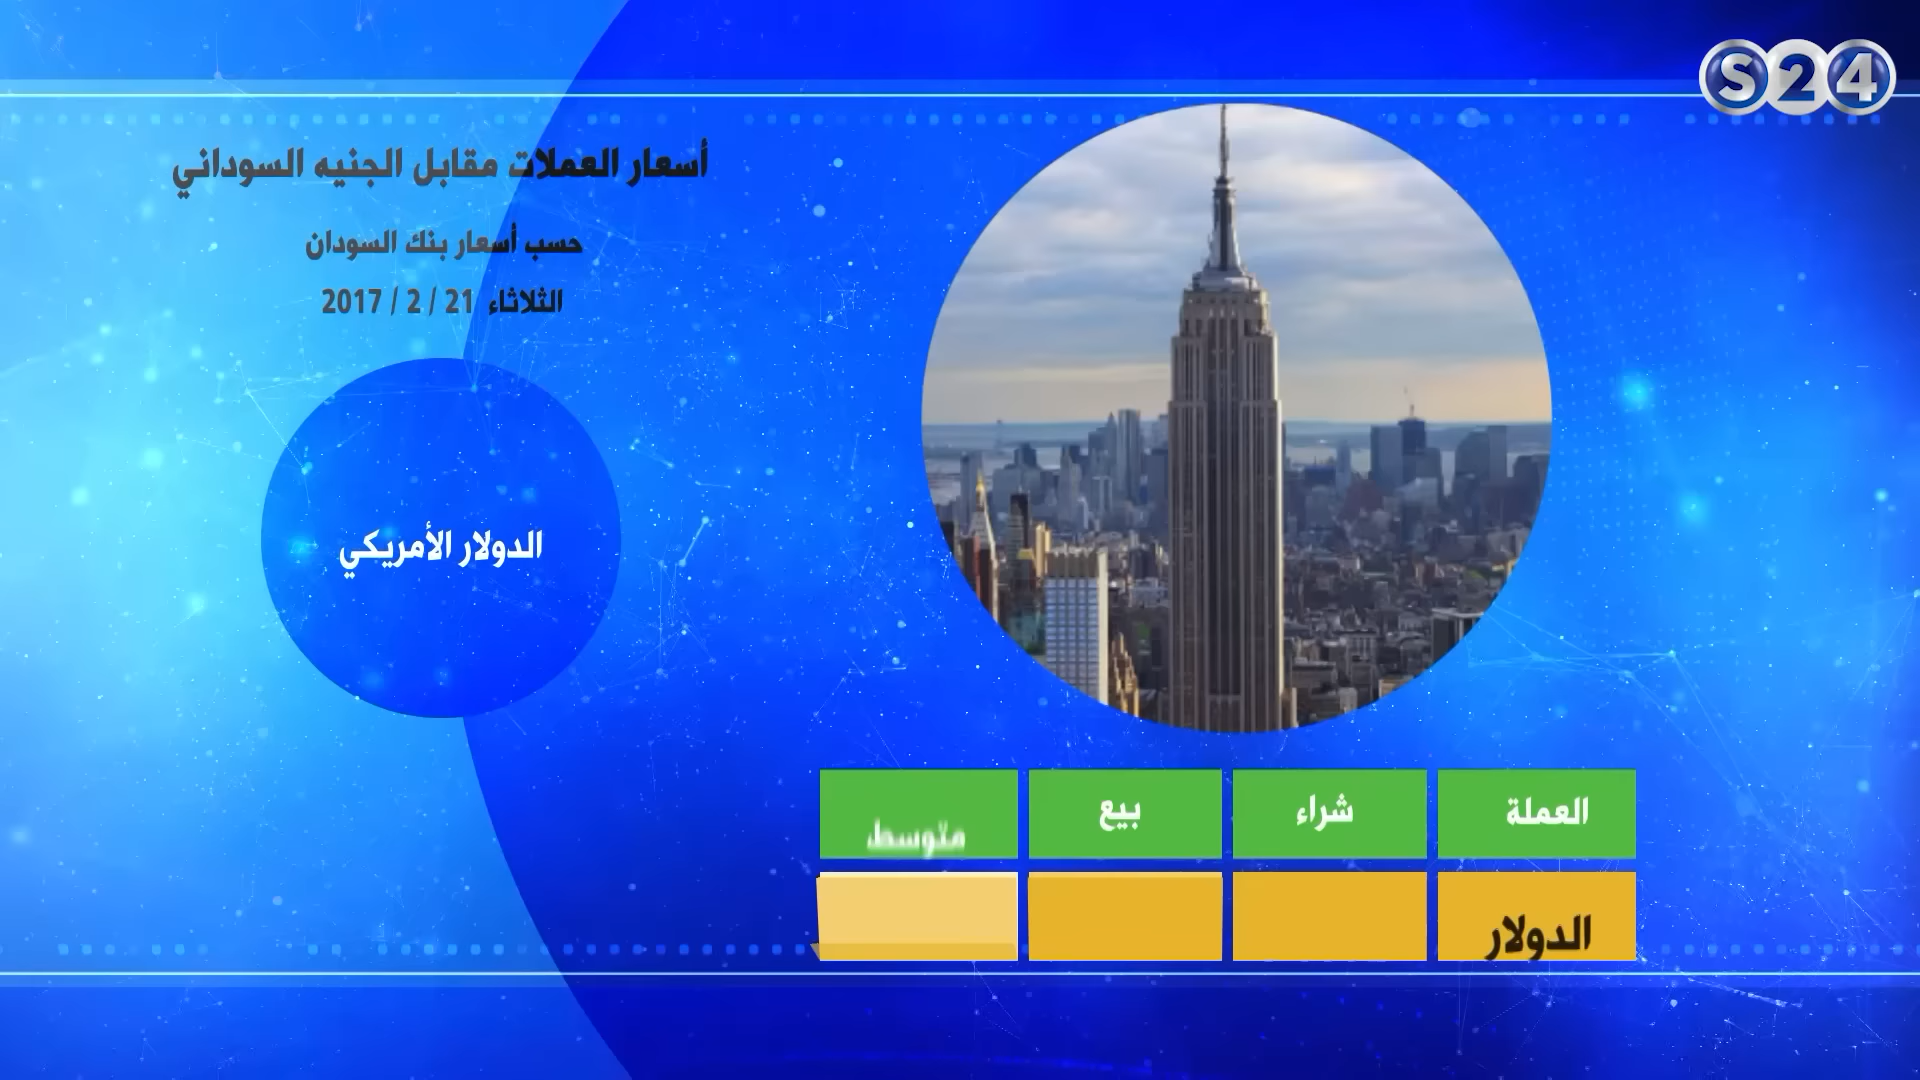 S24
أسعار العملات مقابل الجنيه السوداني
حسب أسعار بنك السودان
الثلاثاء 21 / 2 / 2017
الدولار الأمريكي
العملة شراء بيع متوسط
الدولار